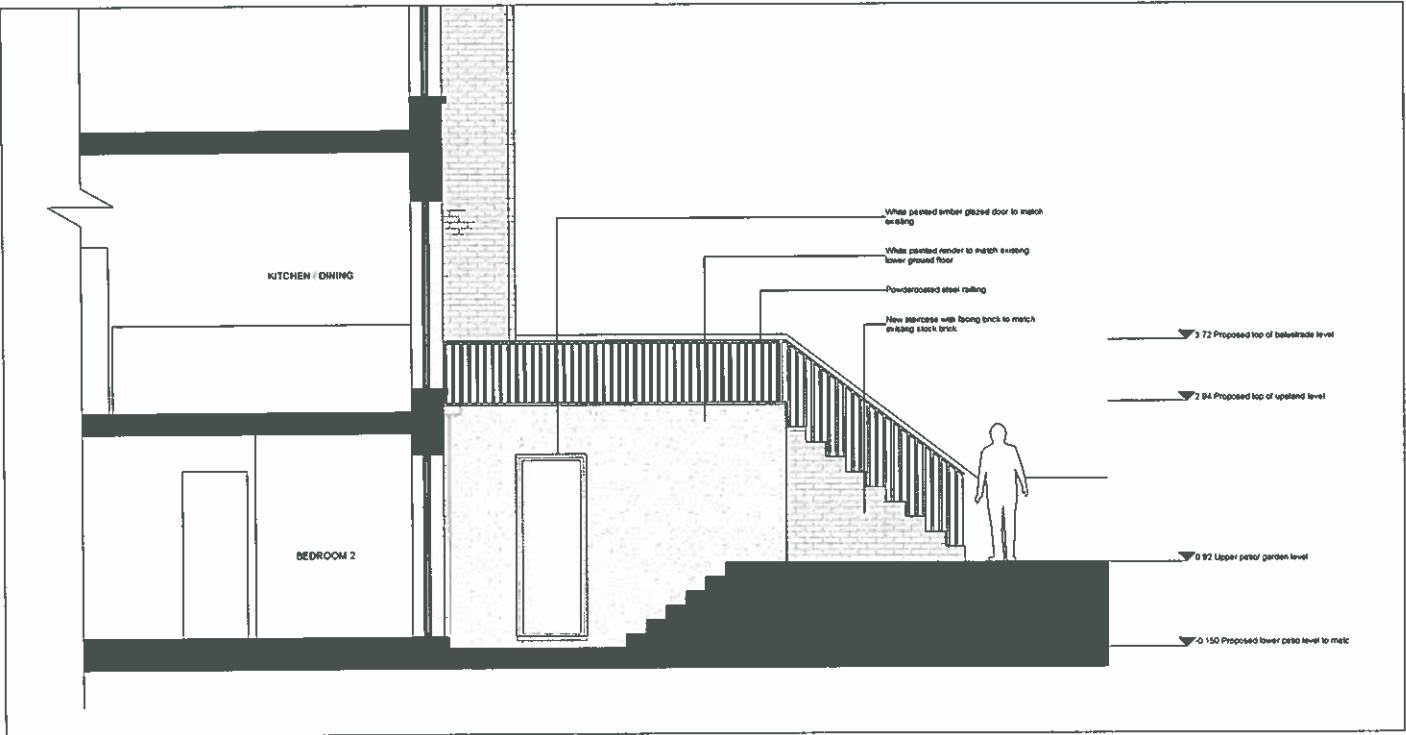 White painted timber glazed door to match
existing
White painted render to match existing
lower ground floor
KITCHEN / DINING
Powdercoated steel railling
New staircase with facing brick to match
existing stock brick
3.72 Proposed top of balustrade level
2.94 Proposed top of upstand level
BEDROOM 2
0.92 Upper patio/ garden level
-0.150 Proposed lower patio level to matc